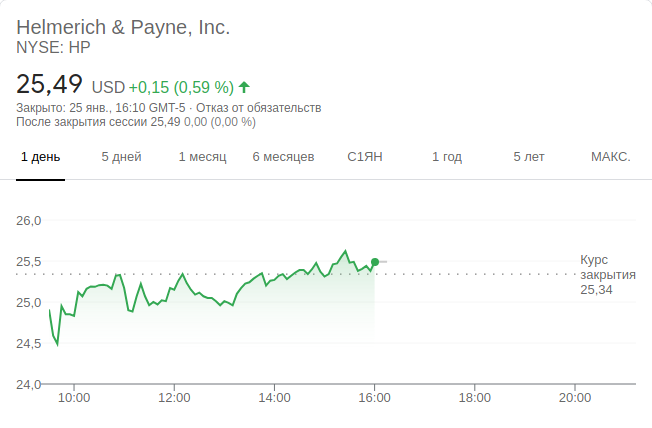 Helmerich & Payne, Inc.
NYSE: HP
25,49 USD +0,15 (0,59 %)
Закрыто: 25 янв., 16:10 GMT-5 · Отказ от обязательств
После закрытия сессии 25,49 0,00 (0,00 %)
1 день 5 дней 1 месяц 6 месяцев С1ЯН 1 год 5 лет МАКС.
26,0
25,5
25,0
24,5
24,0
Курс
закрытия
25,34
10:00 12:00 14:00 16:00 18:00 20:00